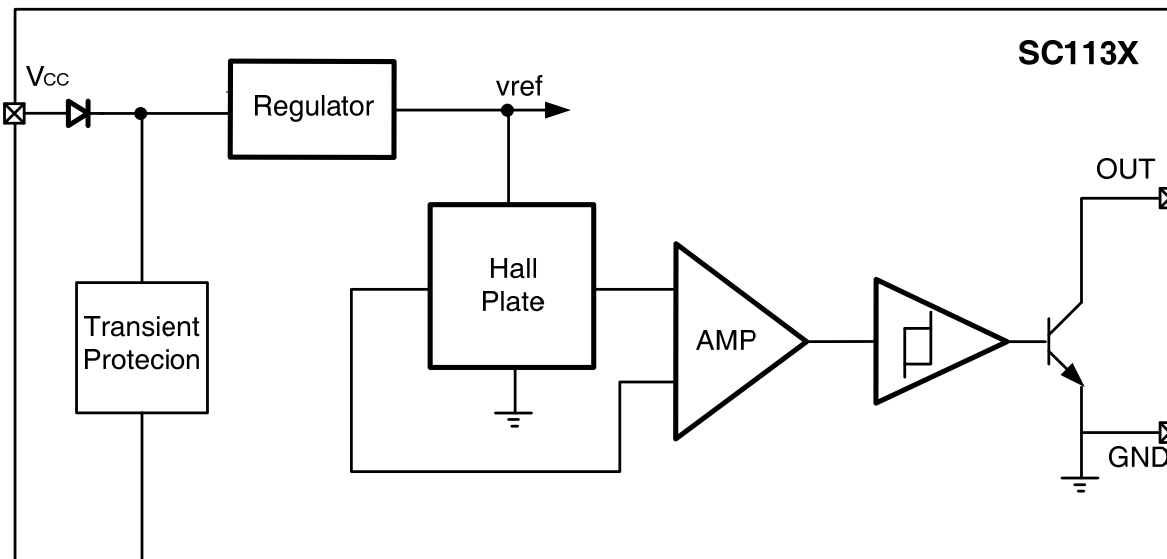 SC113X
VCC
Regulator
vref
OUT
Hall
Plate
Transient
Protecion
AMP
GND